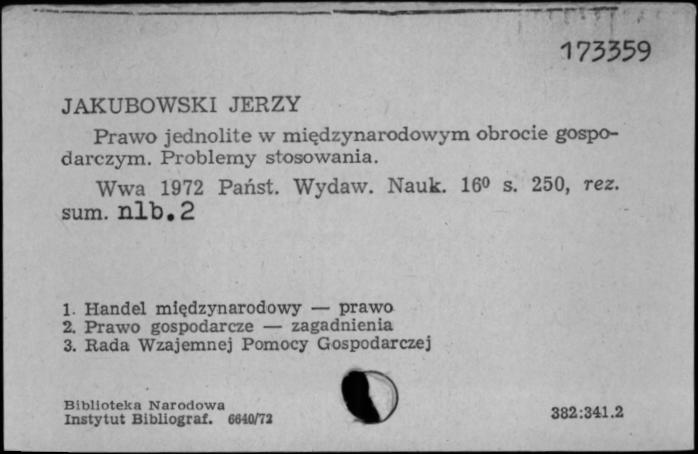 173359
JAKUBOWSKI JERZY
Prawo jednolite w międzynarodowym obrocie gospo-
darczym. Problemy stosowania.
Wwa 1972 Państ. Wydaw. Nauk. 16⁰ s. 250, rez.
sum. nlb.2
1. Handel międzynarodowy — prawo
2. Prawo gospodarcze — zagadnienia
3. Rada Wzajemnej Pomocy Gospodarczej
Biblioteka Narodowa
Instytut Bibliograf. 6640/72
382:341.2